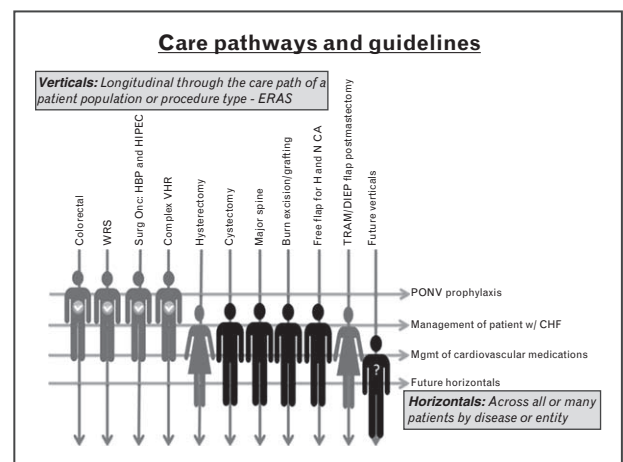 Care pathways and guidelines
Verticals: Longitudinal through the care path of a
patient population or procedure type - ERAS
Colorectal
WRS
Surg Onc: HBP and HIPEC
Complex VHR
Hysterectomy
Cystectomy
Major spine
Burn excision/grafting
Free flap for H and N CA
TRAM/DIEP flap postmastectomy
Future verticals
PONV prophylaxis
Management of patient w/ CHF
Mgmt of cardiovascular medications
?
Future horizontals
Horizontals: Across all or many
patients by disease or entity